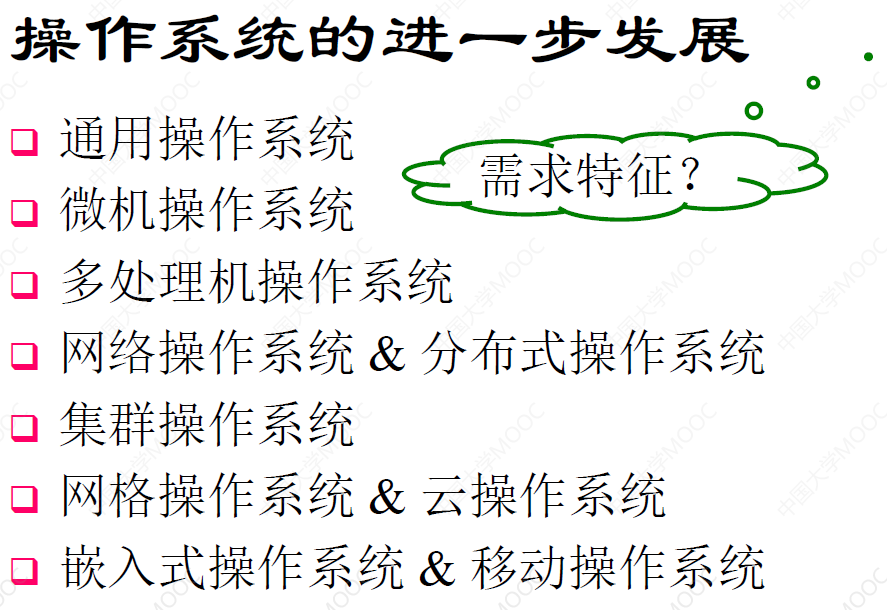 操作系统的进一步发展
通用操作系统
需求特征？
微机操作系统
多处理机操作系统
网络操作系统 & 分布式操作系统
集群操作系统
网格操作系统 & 云操作系统
嵌入式操作系统 & 移动操作系统
中国大学MOOC